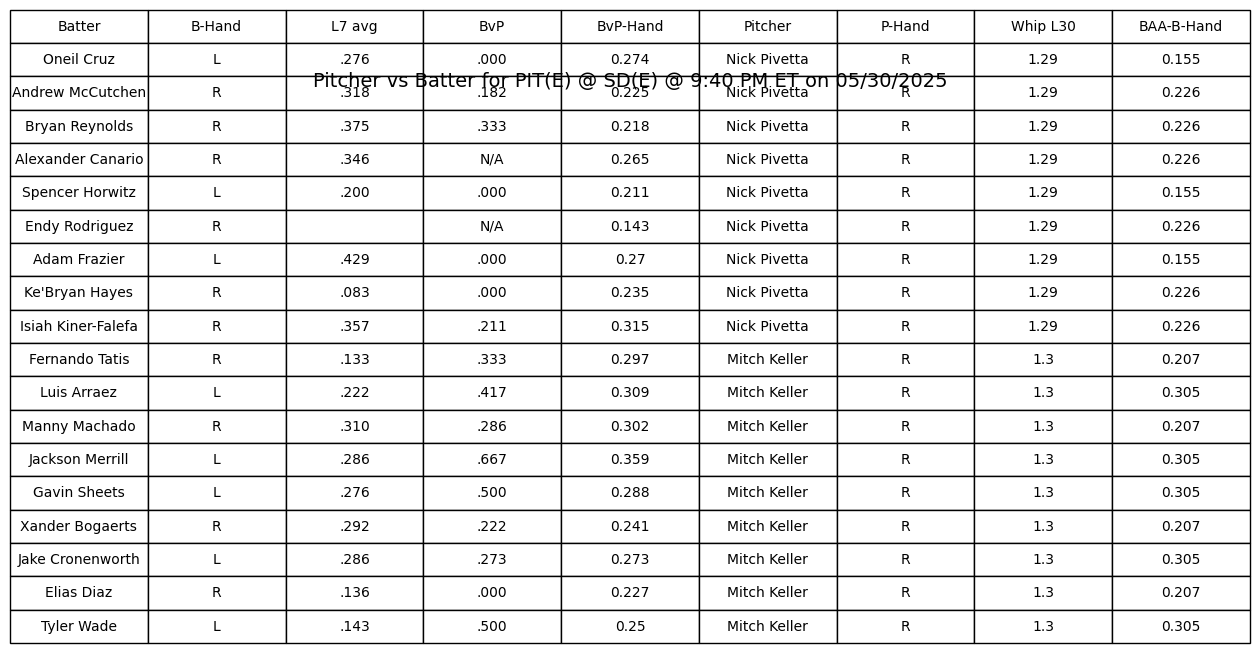 Batter B-Hand L7 avg BvP BvP-Hand Pitcher P-Hand Whip L30 BAA-B-Hand
Oneil Cruz L .276 .000 0.274 Nick Pivetta R 1.29 0.155
Pitcher vs Batter for PIT(E) @ SD(E) @ 9:40 PM ET on 05/30/2025
Andrew McCutchen R .318 .182 0.225 Nick Pivetta R 1.29 0.226
Bryan Reynolds R .375 .333 0.218 Nick Pivetta R 1.29 0.226
Alexander Canario R .346 N/A 0.265 Nick Pivetta R 1.29 0.226
Spencer Horwitz L .200 .000 0.211 Nick Pivetta R 1.29 0.155
Endy Rodriguez R N/A 0.143 Nick Pivetta R 1.29 0.226
Adam Frazier L .429 .000 0.27 Nick Pivetta R 1.29 0.155
Ke'Bryan Hayes R .083 .000 0.235 Nick Pivetta R 1.29 0.226
Isiah Kiner-Falefa R .357 .211 0.315 Nick Pivetta R 1.29 0.226
Fernando Tatis R .133 .333 0.297 Mitch Keller R 1.3 0.207
Luis Arraez L .222 .417 0.309 Mitch Keller R 1.3 0.305
Manny Machado R .310 .286 0.302 Mitch Keller R 1.3 0.207
Jackson Merrill L .286 .667 0.359 Mitch Keller R 1.3 0.305
Gavin Sheets L .276 .500 0.288 Mitch Keller R 1.3 0.305
Xander Bogaerts R .292 .222 0.241 Mitch Keller R 1.3 0.207
Jake Cronenworth L .286 .273 0.273 Mitch Keller R 1.3 0.305
Elias Diaz R .136 .000 0.227 Mitch Keller R 1.3 0.207
Tyler Wade L .143 .500 0.25 Mitch Keller R 1.3 0.305